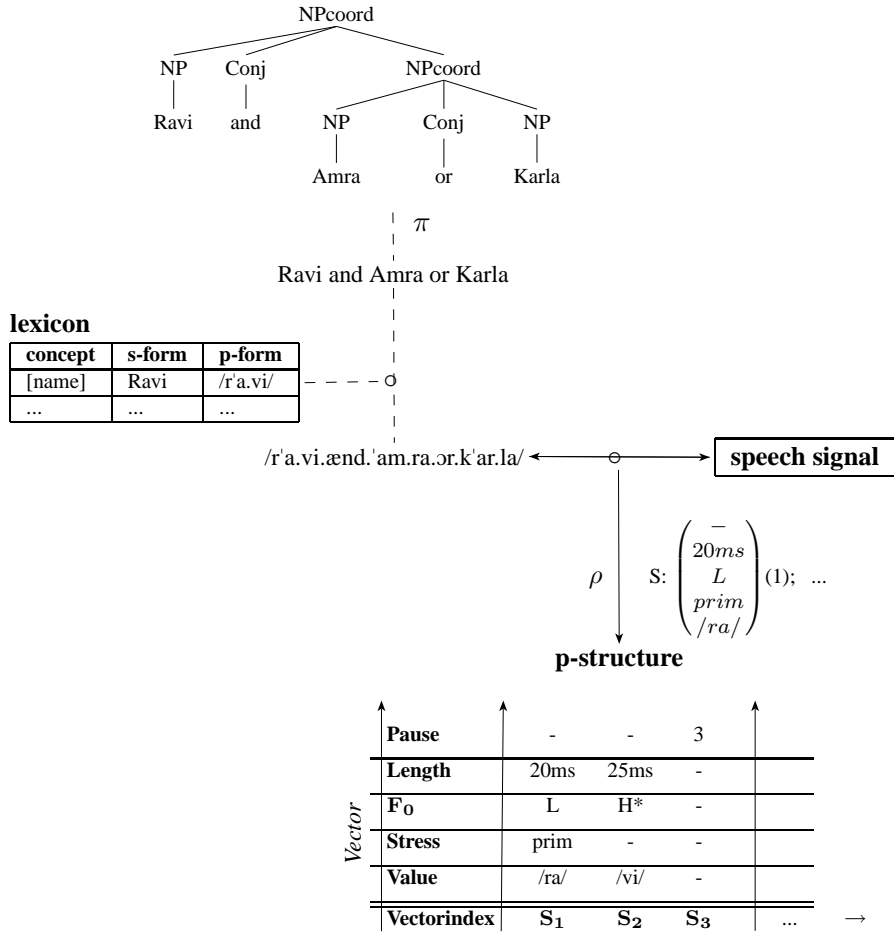 NPcoord
NP Conj NPcoord
Ravi and NP Conj NP
Amra or Karla
π
Ravi and Amra or Karla
lexicon
concept s-form p-form
[name] Ravi /rˈa.vi/
... ... ...
/rˈa.vi.ænd.ˈam.ra.ɔr.kˈar.la/ speech signal
ρ S: ( — 20ms L prim /ra/ ) (1); ...
p-structure
Vector
Pause - - 3
Length 20ms 25ms -
F₀ L H* -
Stress prim - -
Value /ra/ /vi/ -
Vectorindex S₁ S₂ S₃ ... →